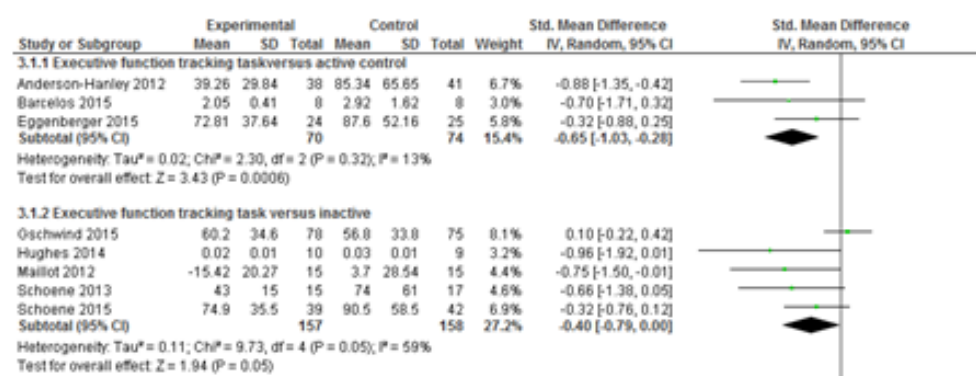 Experimental Control Std. Mean Difference Std. Mean Difference
Study or Subgroup Mean SD Total Mean SD Total Weight IV, Random, 95% CI IV, Random, 95% CI
3.1.1 Executive function tracking taskversus active control
Anderson-Hanley 2012 39.26 29.84 38 85.34 65.65 41 6.7% -0.88 [-1.35, -0.42]
Barcelos 2015 2.05 0.41 8 2.92 1.62 8 3.0% -0.70 [-1.71, 0.32]
Eggenberger 2015 72.81 37.64 24 87.6 52.16 25 5.8% -0.32 [-0.88, 0.25]
Subtotal (95% CI) 70 74 15.4% -0.65 [-1.03, -0.28]
Heterogeneity: Tau² = 0.02; Chi² = 2.30, df = 2 (P = 0.32); I² = 13%
Test for overall effect: Z = 3.43 (P = 0.0006)
3.1.2 Executive function tracking task versus inactive
Gschwind 2015 60.2 34.6 78 56.8 33.8 75 8.1% 0.10 [-0.22, 0.42]
Hughes 2014 0.02 0.01 10 0.03 0.01 9 3.2% -0.96 [-1.92, 0.01]
Maillot 2012 -15.42 20.27 15 3.7 28.54 15 4.4% -0.75 [-1.50, -0.01]
Schoene 2013 43 15 15 74 61 17 4.6% -0.66 [-1.38, 0.05]
Schoene 2015 74.9 35.5 39 90.5 58.5 42 6.9% -0.32 [-0.76, 0.12]
Subtotal (95% CI) 157 158 27.2% -0.40 [-0.79, 0.00]
Heterogeneity: Tau² = 0.11; Chi² = 9.73, df = 4 (P = 0.05); I² = 59%
Test for overall effect: Z = 1.94 (P = 0.05)